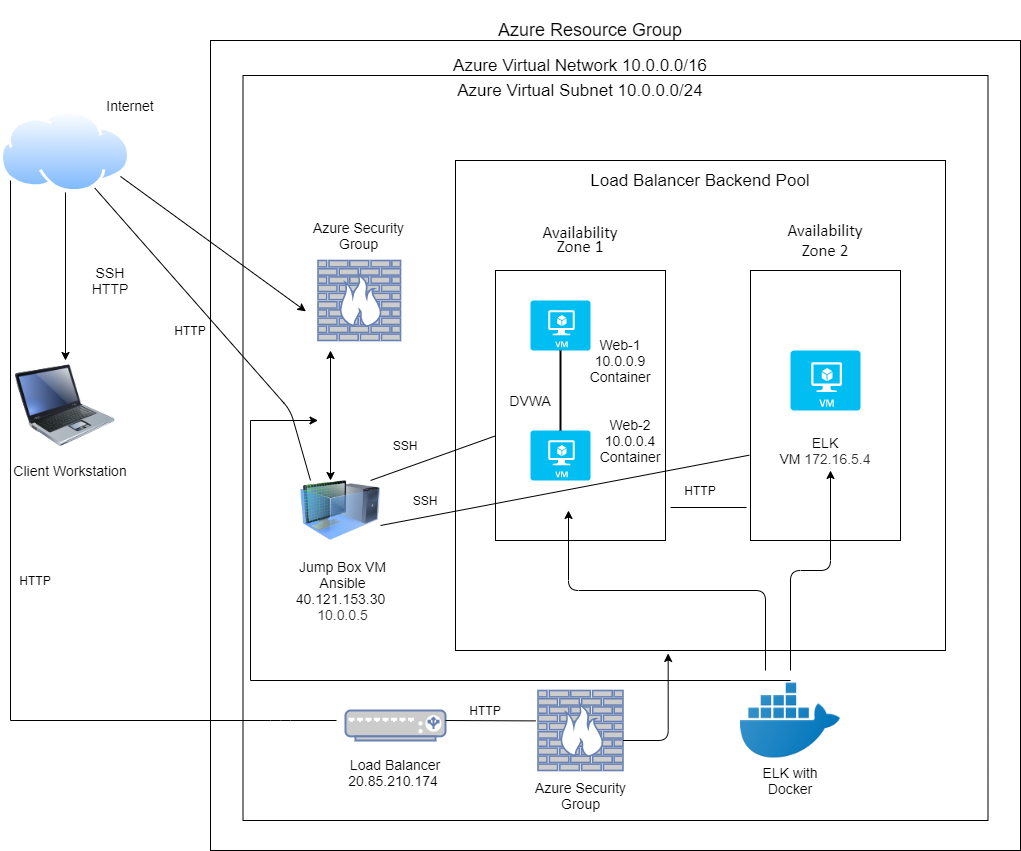 Azure Resource Group
Azure Virtual Network 10.0.0.0/16
Azure Virtual Subnet 10.0.0.0/24
Internet
Load Balancer Backend Pool
Azure Security
Group
Availability
Zone 1
Availability
Zone 2
SSH
HTTP
HTTP
VM
Web-1
10.0.0.9
Container
VM
DVWA
Web-2
10.0.0.4
Container
VM
ELK
VM 172.16.5.4
SSH
SSH
HTTP
Client Workstation
Jump Box VM
Ansible
40.121.153.30
10.0.0.5
HTTP
HTTP
Load Balancer
20.85.210.174
Azure Security
Group
ELK with
Docker